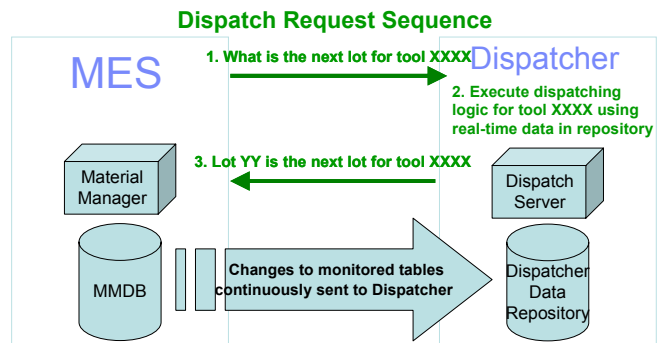 Dispatch Request Sequence
MES
1. What is the next lot for tool XXXX
Dispatcher
2. Execute dispatching
logic for tool XXXX using
real-time data in repository
3. Lot YY is the next lot for tool XXXX
Material
Manager
Dispatch
Server
MMDB
Changes to monitored tables
continuously sent to Dispatcher
Dispatcher
Data
Repository